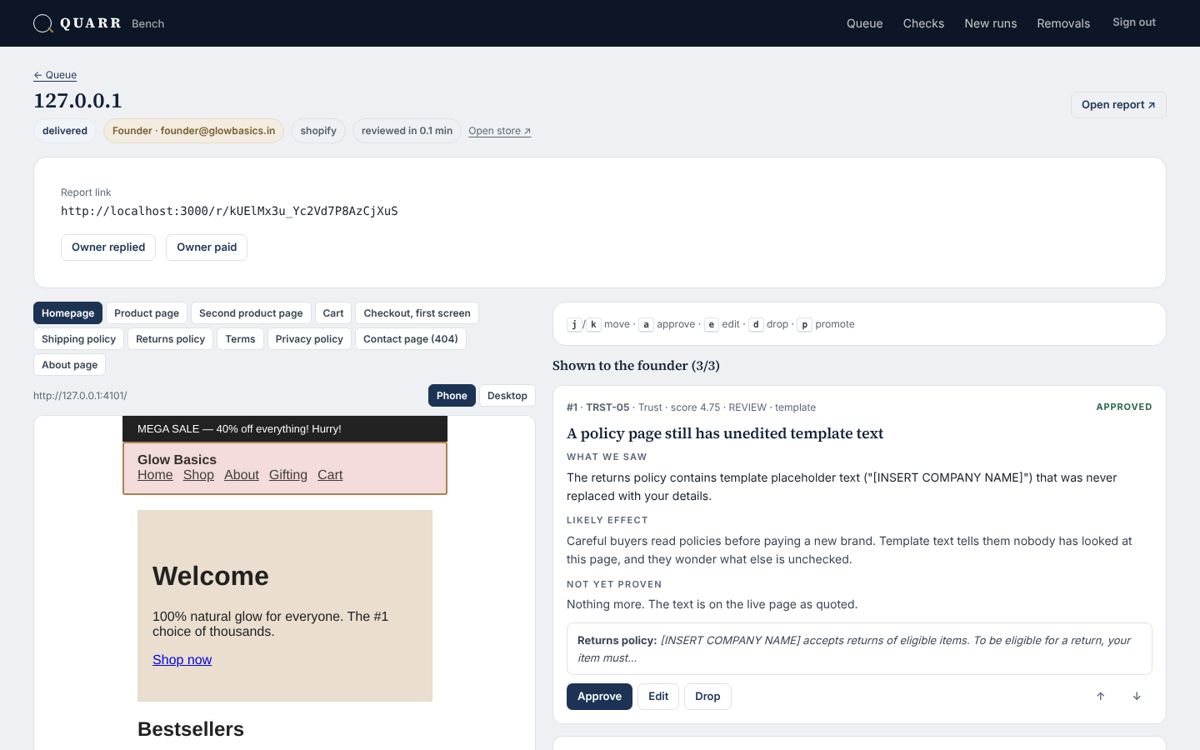 QUARR Bench Queue Checks New runs Removals Sign out
← Queue
127.0.0.1
Open report ↗
delivered Founder · founder@glowbasics.in shopify reviewed in 0.1 min Open store ↗
Report link
http://localhost:3000/r/kUElMx3u_Yc2Vd7P8AzCjXuS
Owner replied Owner paid
Homepage Product page Second product page Cart Checkout, first screen
Shipping policy Returns policy Terms Privacy policy Contact page (404)
About page
http://127.0.0.1:4101/ Phone Desktop
MEGA SALE — 40% off everything! Hurry!
Glow Basics
Home Shop About Gifting Cart
Welcome
100% natural glow for everyone. The #1
choice of thousands.
Shop now
Bestsellers
j / k move · a approve · e edit · d drop · p promote
Shown to the founder (3/3)
#1 · TRST-05 · Trust · score 4.75 · REVIEW · template APPROVED
A policy page still has unedited template text
WHAT WE SAW
The returns policy contains template placeholder text ("[INSERT COMPANY NAME]") that was never
replaced with your details.
LIKELY EFFECT
Careful buyers read policies before paying a new brand. Template text tells them nobody has looked at
this page, and they wonder what else is unchecked.
NOT YET PROVEN
Nothing more. The text is on the live page as quoted.
Returns policy: [INSERT COMPANY NAME] accepts returns of eligible items. To be eligible for a return, your
item must...
Approve Edit Drop ↑ ↓